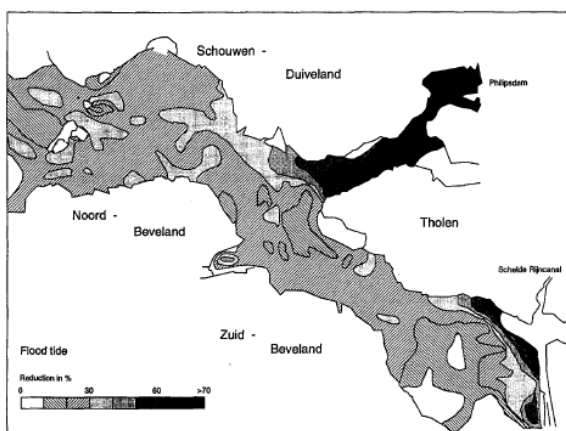 Schouwen -
Duiveland
Philipsdam
Noord -
Beveland
Tholen
Schelde Rijncanal
Zuid -
Beveland
Flood tide
Reduction in %
0 30 60 >70